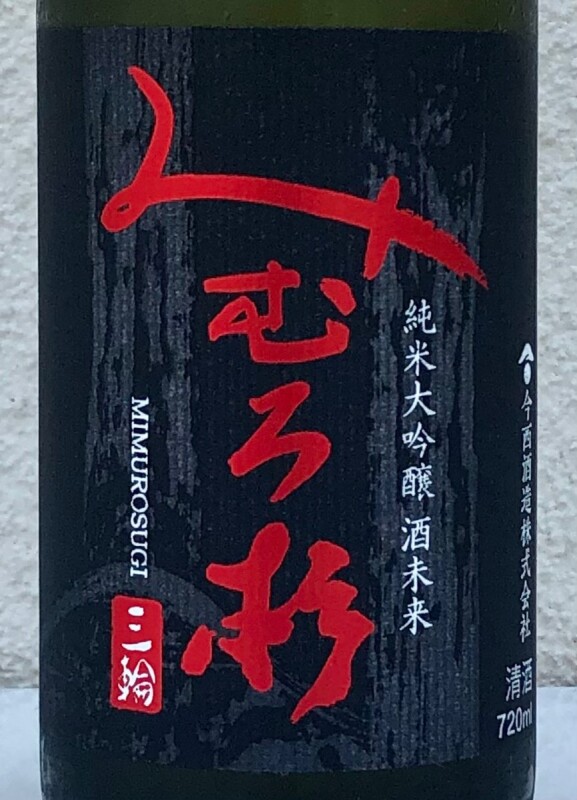 みむろ杉
純米大吟醸 酒未来
MIMUROSUGI
三輪
今西酒造株式会社
清酒
720ml